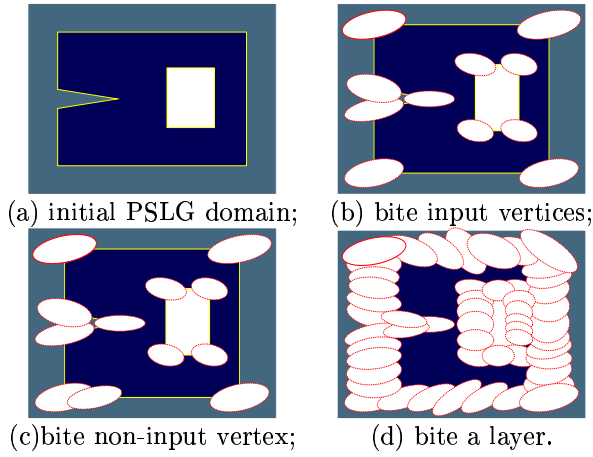 (a) initial PSLG domain;
(b) bite input vertices;
(c)bite non-input vertex;
(d) bite a layer.